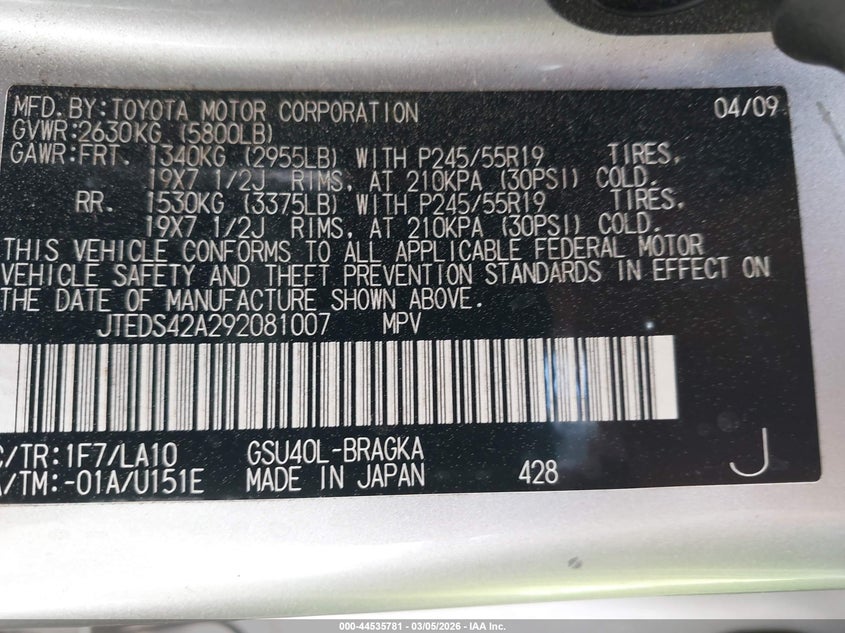 MFD.BY:TOYOTA MOTOR CORPORATION 04/09
GVWR:2630KG (5800LB)
GAWR:FRT. 1340KG (2955LB) WITH P245/55R19 TIRES,
19X7 1/2J RIMS, AT 210KPA (30PSI) COLD.
RR. 1530KG (3375LB) WITH P245/55R19 TIRES,
19X7 1/2J RIMS, AT 210KPA (30PSI) COLD.
THIS VEHICLE CONFORMS TO ALL APPLICABLE FEDERAL MOTOR
VEHICLE SAFETY AND THEFT PREVENTION STANDARDS IN EFFECT ON
THE DATE OF MANUFACTURE SHOWN ABOVE.
JTEDS42A292081007 MPV
C/TR:1F7/LA10 GSU40L-BRAGKA
A/TM:-01A/U151E MADE IN JAPAN 428 J
000-44535781 - 03/05/2026 - IAA Inc.